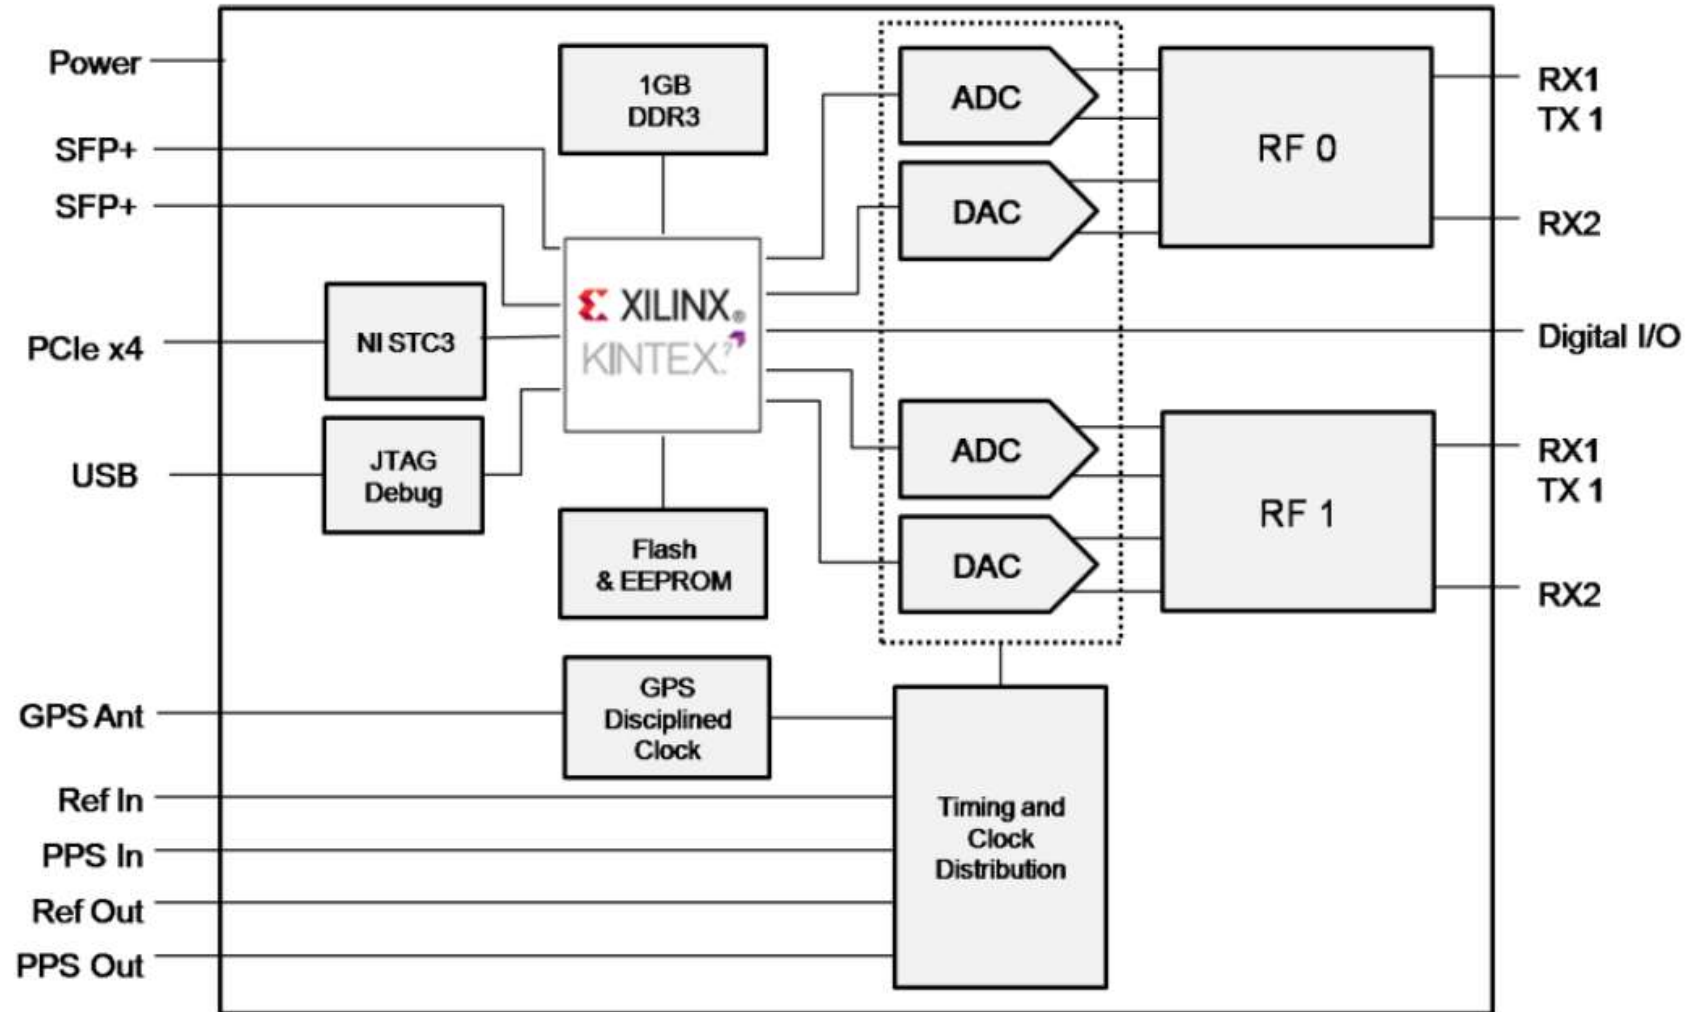 Power
SFP+
SFP+
PCIe x4
USB
GPS Ant
Ref In
PPS In
Ref Out
PPS Out
1GB
DDR3
XILINX®
KINTEX.7
NI STC3
JTAG
Debug
Flash
& EEPROM
GPS
Disciplined
Clock
ADC
DAC
ADC
DAC
Timing and
Clock
Distribution
RF 0
RF 1
RX1
TX 1
RX2
Digital I/O
RX1
TX 1
RX2